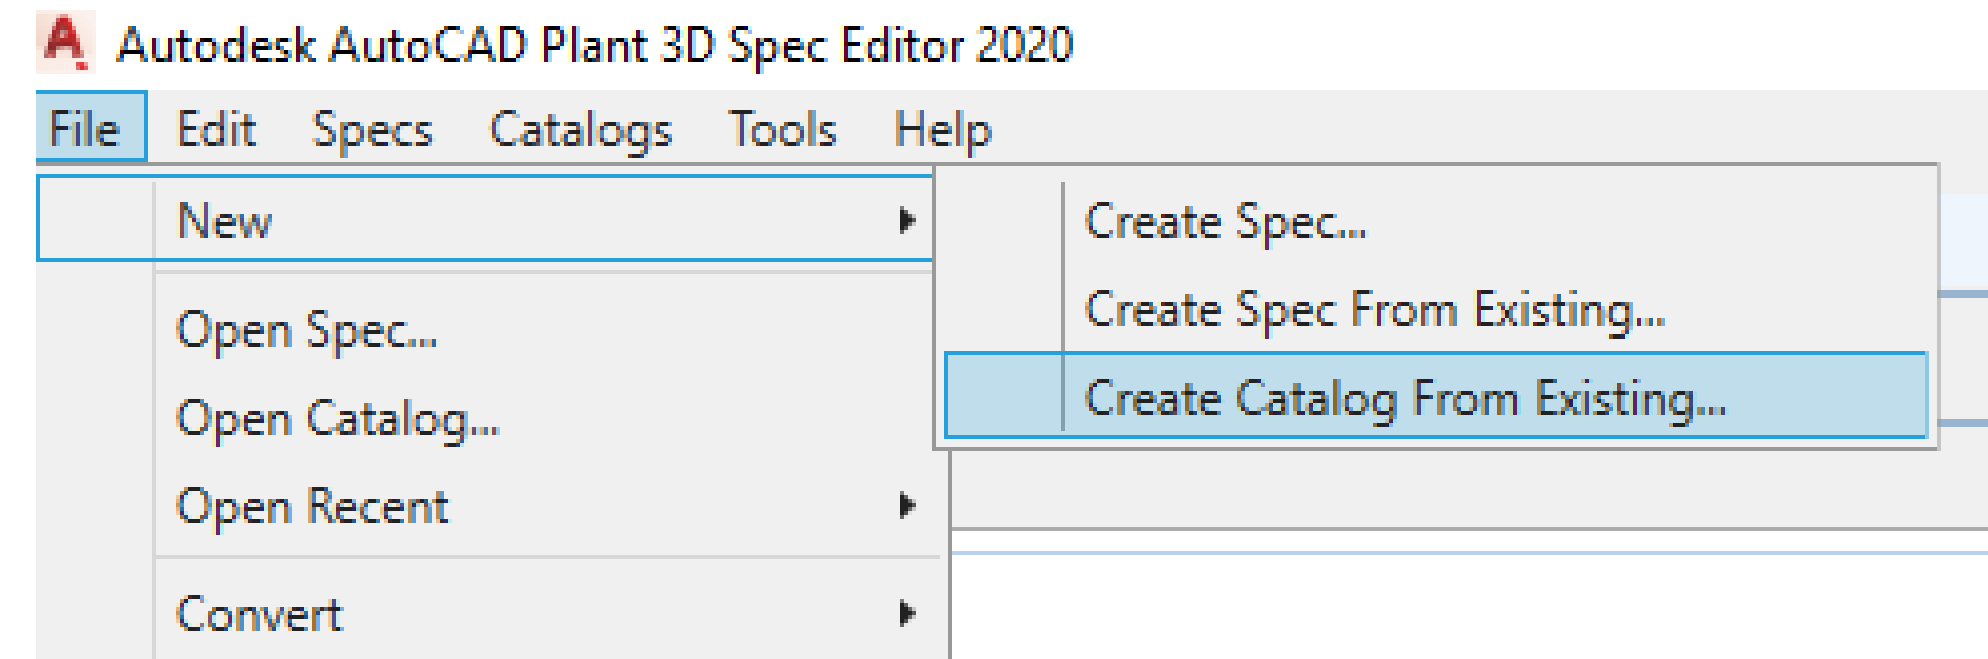 Autodesk AutoCAD Plant 3D Spec Editor 2020
File Edit Specs Catalogs Tools Help
New
Create Spec...
Create Spec From Existing...
Create Catalog From Existing...
Open Spec...
Open Catalog...
Open Recent
Convert